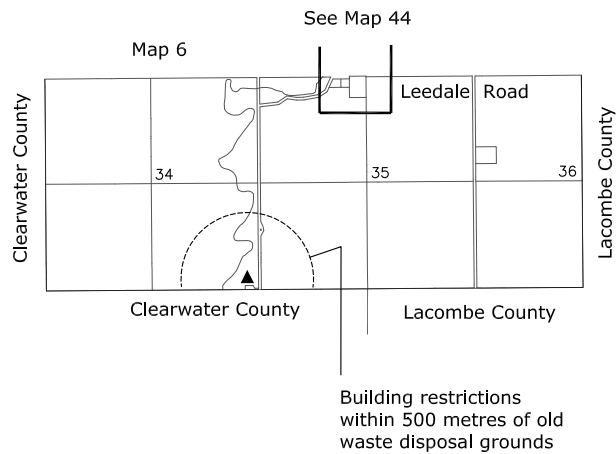 See Map 44
Map 6
Leedale Road
Clearwater County
34
35
36
Lacombe County
Clearwater County
Lacombe County
Building restrictions
within 500 metres of old
waste disposal grounds